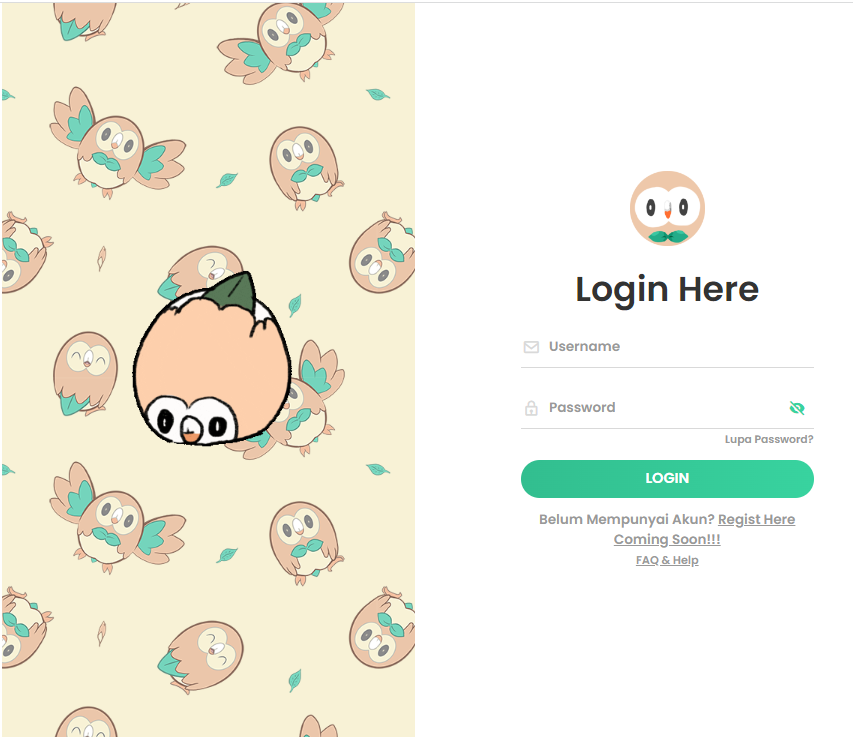 Login Here
Username
Password
Lupa Password?
LOGIN
Belum Mempunyai Akun? Regist Here
Coming Soon!!!
FAQ & Help